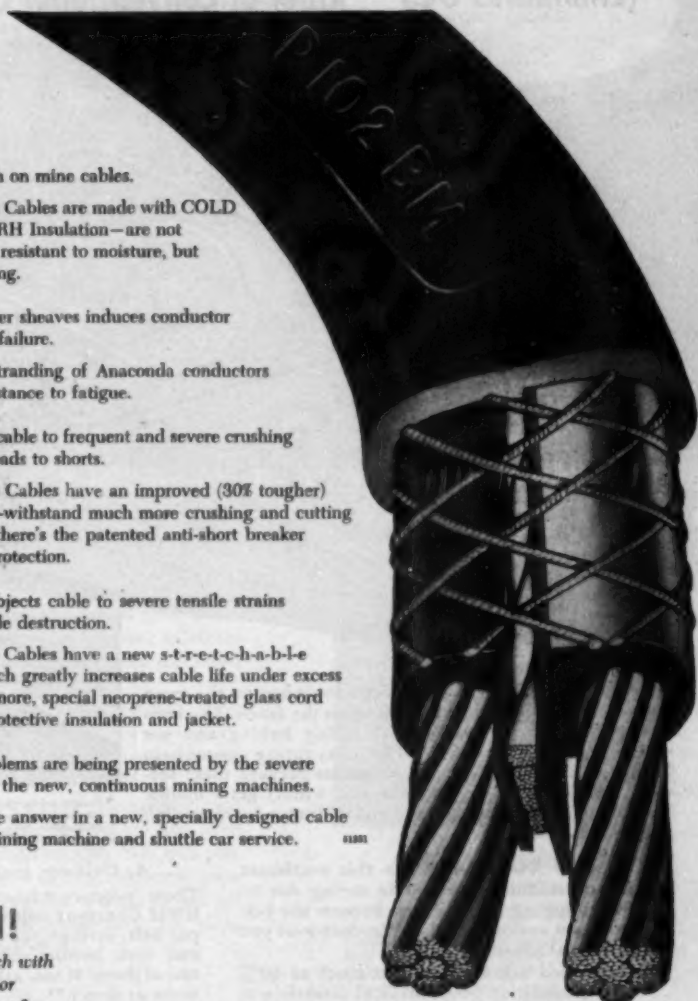 P102 BM
on mine cables.
Cables are made with COLD
RH Insulation—are not
resistant to moisture, but
ng.
er sheaves induces conductor
failure.
tranding of Anaconda conductors
stance to fatigue.
cable to frequent and severe crushing
ads to shorts.
Cables have an improved (30% tougher)
-withstand much more crushing and cutting
there's the patented anti-short breaker
rotection.
bjects cable to severe tensile strains
le destruction.
Cables have a new s-t-r-e-t-c-h-a-b-l-e
ch greatly increases cable life under excess
more, special neoprene-treated glass cord
otective insulation and jacket.
blems are being presented by the severe
the new, continuous mining machines.
e answer in a new, specially designed cable
ining machine and shuttle car service.
!
ch with
or